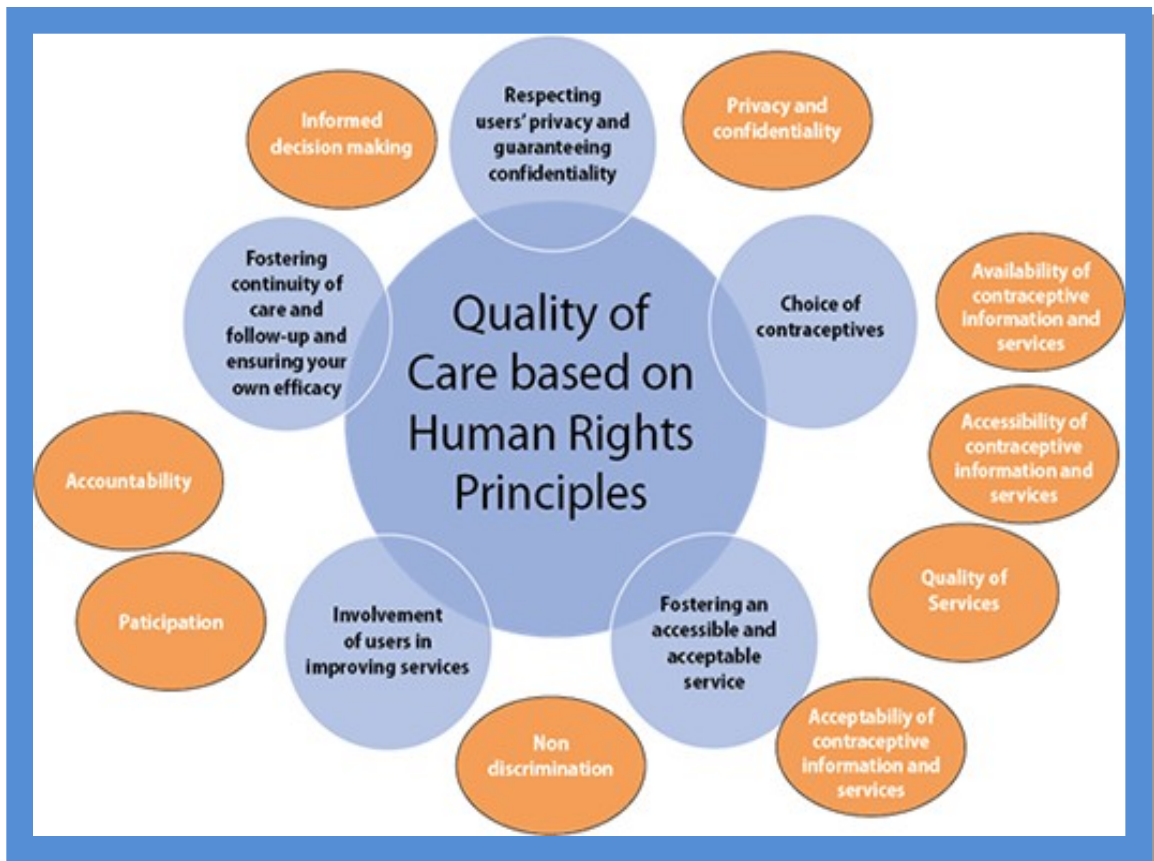 Respecting
users’ privacy and
guaranteeing
confidentiality
Informed
decision making
Privacy and
confidentiality
Fostering
continuity of
care and
follow-up and
ensuring your
own efficacy
Quality of
Care based on
Human Rights
Principles
Choice of
contraceptives
Availability of
contraceptive
information and
services
Accessibility of
contraceptive
information and
services
Accountability
Quality of
Services
Paticipation
Involvement
of users in
improving services
Fostering an
accessible and
acceptable
service
Non
discrimination
Acceptabiliy of
contraceptive
information and
services